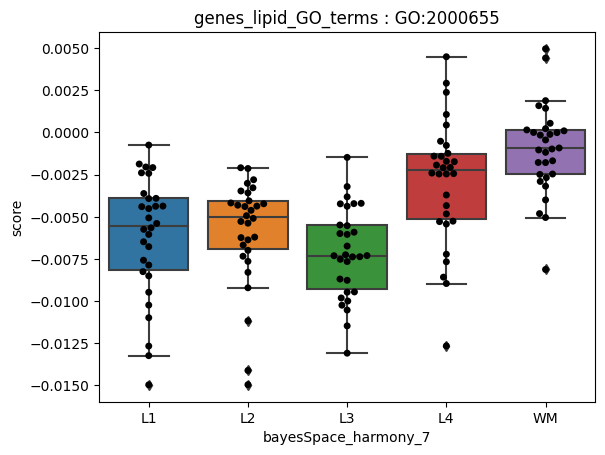 genes_lipid_GO_terms : GO:2000655
0.0050
0.0025
0.0000
−0.0025
−0.0050
−0.0075
−0.0100
−0.0125
−0.0150
score
L1 L2 L3 L4 WM
bayesSpace_harmony_7